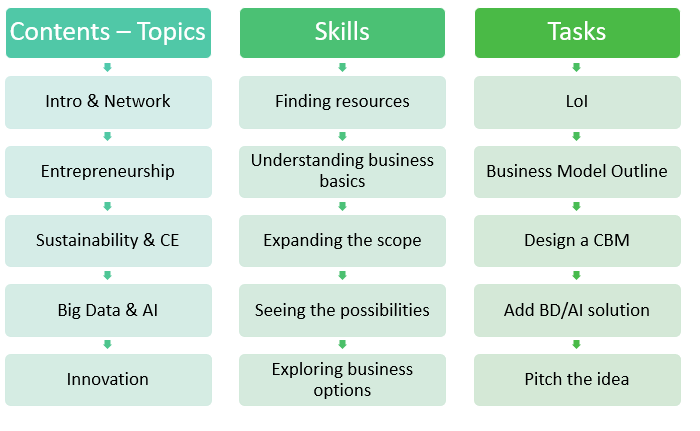 Contents – Topics
Skills
Tasks
Intro & Network
Finding resources
LoI
Entrepreneurship
Understanding business
basics
Business Model Outline
Sustainability & CE
Expanding the scope
Design a CBM
Big Data & AI
Seeing the possibilities
Add BD/AI solution
Innovation
Exploring business
options
Pitch the idea